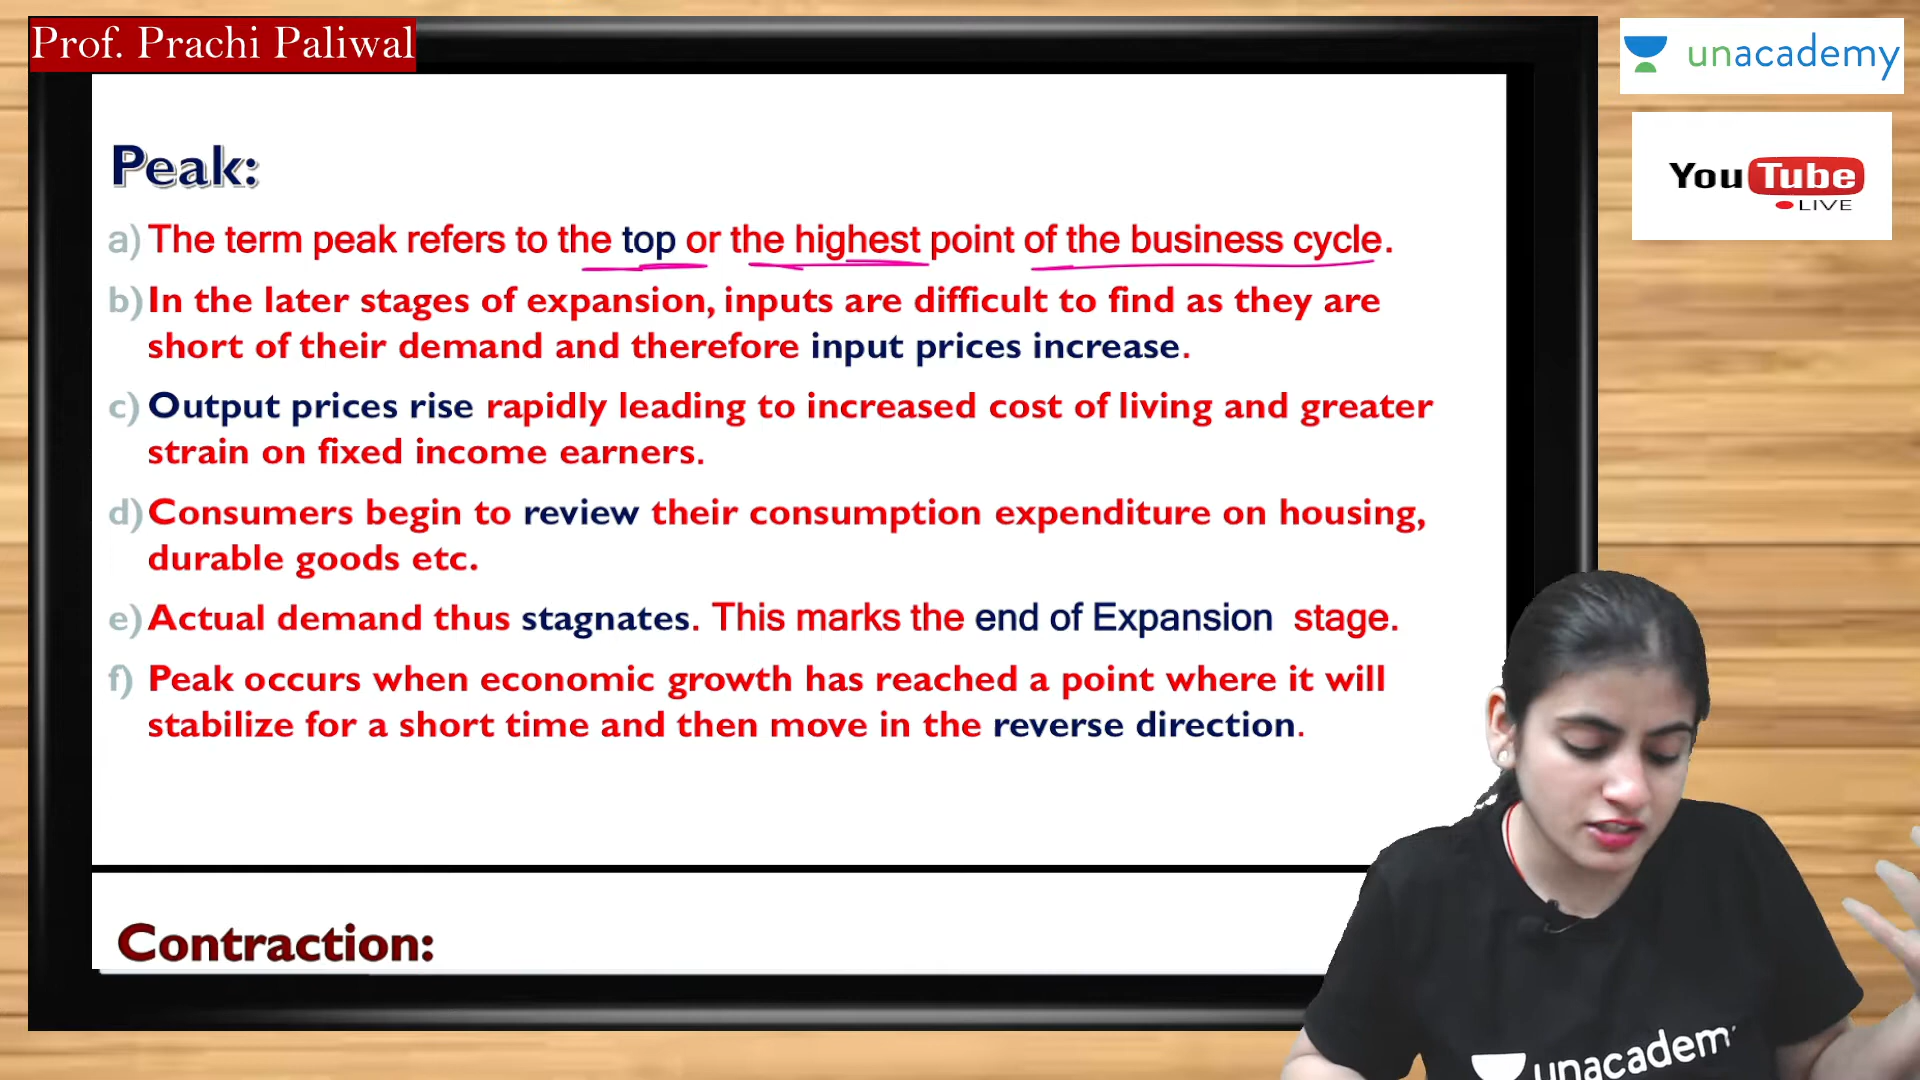 Prof. Prachi Paliwal
unacademy
YouTube
LIVE
Peak:
a) The term peak refers to the top or the highest point of the business cycle.
b) In the later stages of expansion, inputs are difficult to find as they are
short of their demand and therefore input prices increase.
c) Output prices rise rapidly leading to increased cost of living and greater
strain on fixed income earners.
d) Consumers begin to review their consumption expenditure on housing,
durable goods etc.
e) Actual demand thus stagnates. This marks the end of Expansion stage.
f) Peak occurs when economic growth has reached a point where it will
stabilize for a short time and then move in the reverse direction.
Contraction:
unacadem